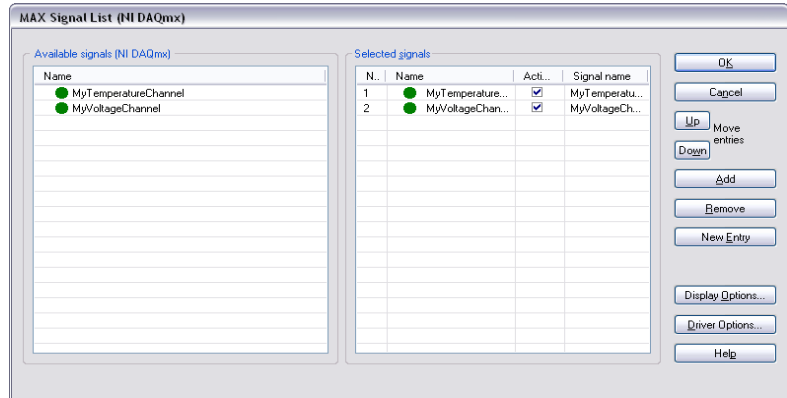 MAX Signal List (NI DAQmx)
Available signals (NI DAQmx)
Name
MyTemperatureChannel
MyVoltageChannel
Selected signals
N.. Name Acti... Signal name
1 MyTemperature... MyTemperatu...
2 MyVoltageChan... MyVoltageCh...
OK
Cancel
Up
Move
entries
Down
Add
Remove
New Entry
Display Options...
Driver Options...
Help